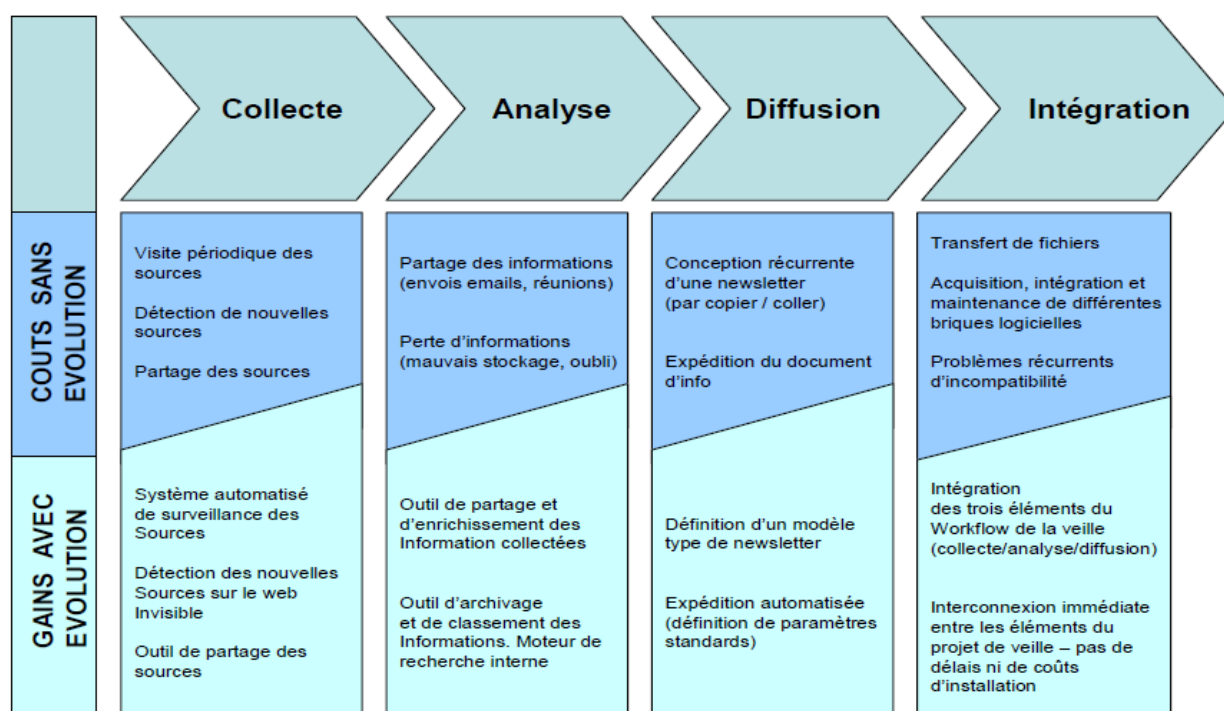 Collecte
Analyse
Diffusion
Intégration
COUTS SANS
EVOLUTION
Visite périodique des
sources
Détection de nouvelles
sources
Partage des sources
Partage des informations
(envois emails, réunions)
Perte d'informations
(mauvais stockage, oubli)
Conception récurrente
d'une newsletter
(par copier / coller)
Expédition du document
d'info
Transfert de fichiers
Acquisition, intégration et
maintenance de différentes
briques logicielles
Problèmes récurrents
d'incompatibilité
GAINS AVEC
EVOLUTION
Système automatisé
de surveillance des
Sources
Détection des nouvelles
Sources sur le web
Invisible
Outil de partage des
sources
Outil de partage et
d'enrichissement des
Information collectées
Outil d'archivage
et de classement des
Informations. Moteur de
recherche interne
Définition d'un modèle
type de newsletter
Expédition automatisée
(définition de paramètres
standards)
Intégration
des trois éléments du
Workflow de la veille
(collecte/analyse/diffusion)
Interconnexion immédiate
entre les éléments du
projet de veille – pas de
délais ni de coûts
d'installation